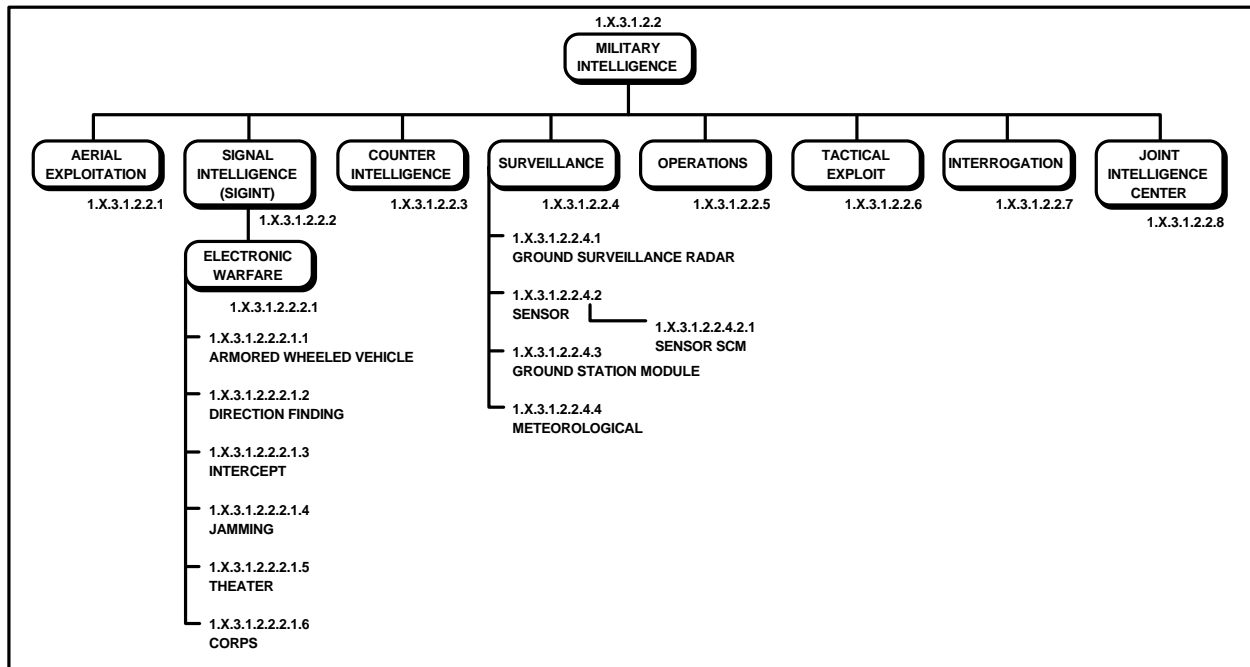 1.X.3.1.2.2
MILITARY
INTELLIGENCE
AERIAL
EXPLOITATION
1.X.3.1.2.2.1
SIGNAL
INTELLIGENCE
(SIGINT)
1.X.3.1.2.2.2
COUNTER
INTELLIGENCE
1.X.3.1.2.2.3
SURVEILLANCE
1.X.3.1.2.2.4
OPERATIONS
1.X.3.1.2.2.5
TACTICAL
EXPLOIT
1.X.3.1.2.2.6
INTERROGATION
1.X.3.1.2.2.7
JOINT
INTELLIGENCE
CENTER
1.X.3.1.2.2.8
ELECTRONIC
WARFARE
1.X.3.1.2.2.2.1
1.X.3.1.2.2.2.1.1
ARMORED WHEELED VEHICLE
1.X.3.1.2.2.2.1.2
DIRECTION FINDING
1.X.3.1.2.2.2.1.3
INTERCEPT
1.X.3.1.2.2.2.1.4
JAMMING
1.X.3.1.2.2.2.1.5
THEATER
1.X.3.1.2.2.2.1.6
CORPS
1.X.3.1.2.2.4.1
GROUND SURVEILLANCE RADAR
1.X.3.1.2.2.4.2
SENSOR
1.X.3.1.2.2.4.2.1
SENSOR SCM
1.X.3.1.2.2.4.3
GROUND STATION MODULE
1.X.3.1.2.2.4.4
METEOROLOGICAL